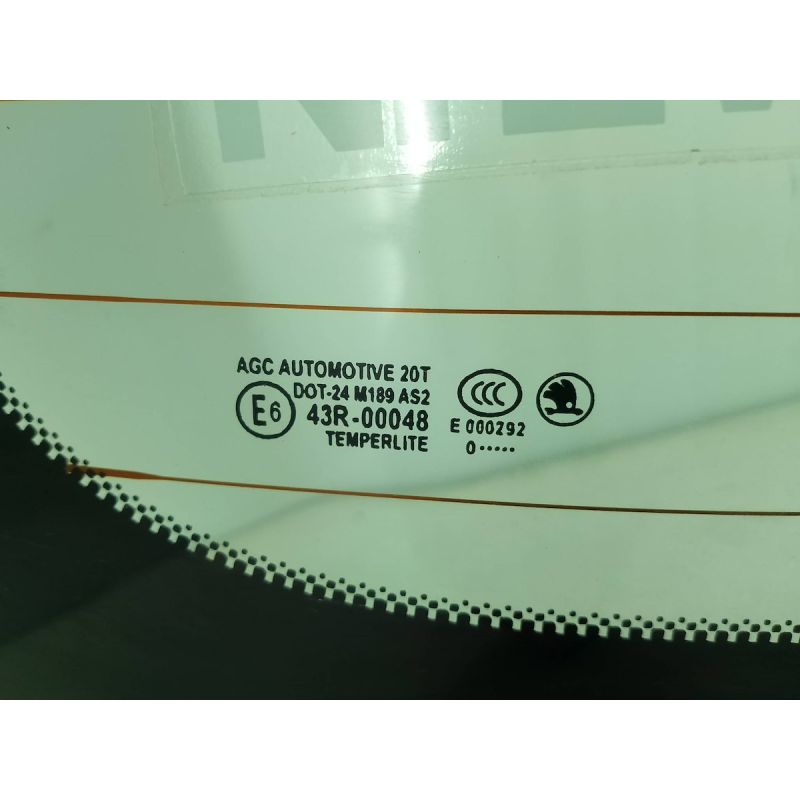 AGC AUTOMOTIVE 20T
DOT-24 M189 AS2
E6 43R-00048
TEMPERLITE
CCC
E 000292
0·····